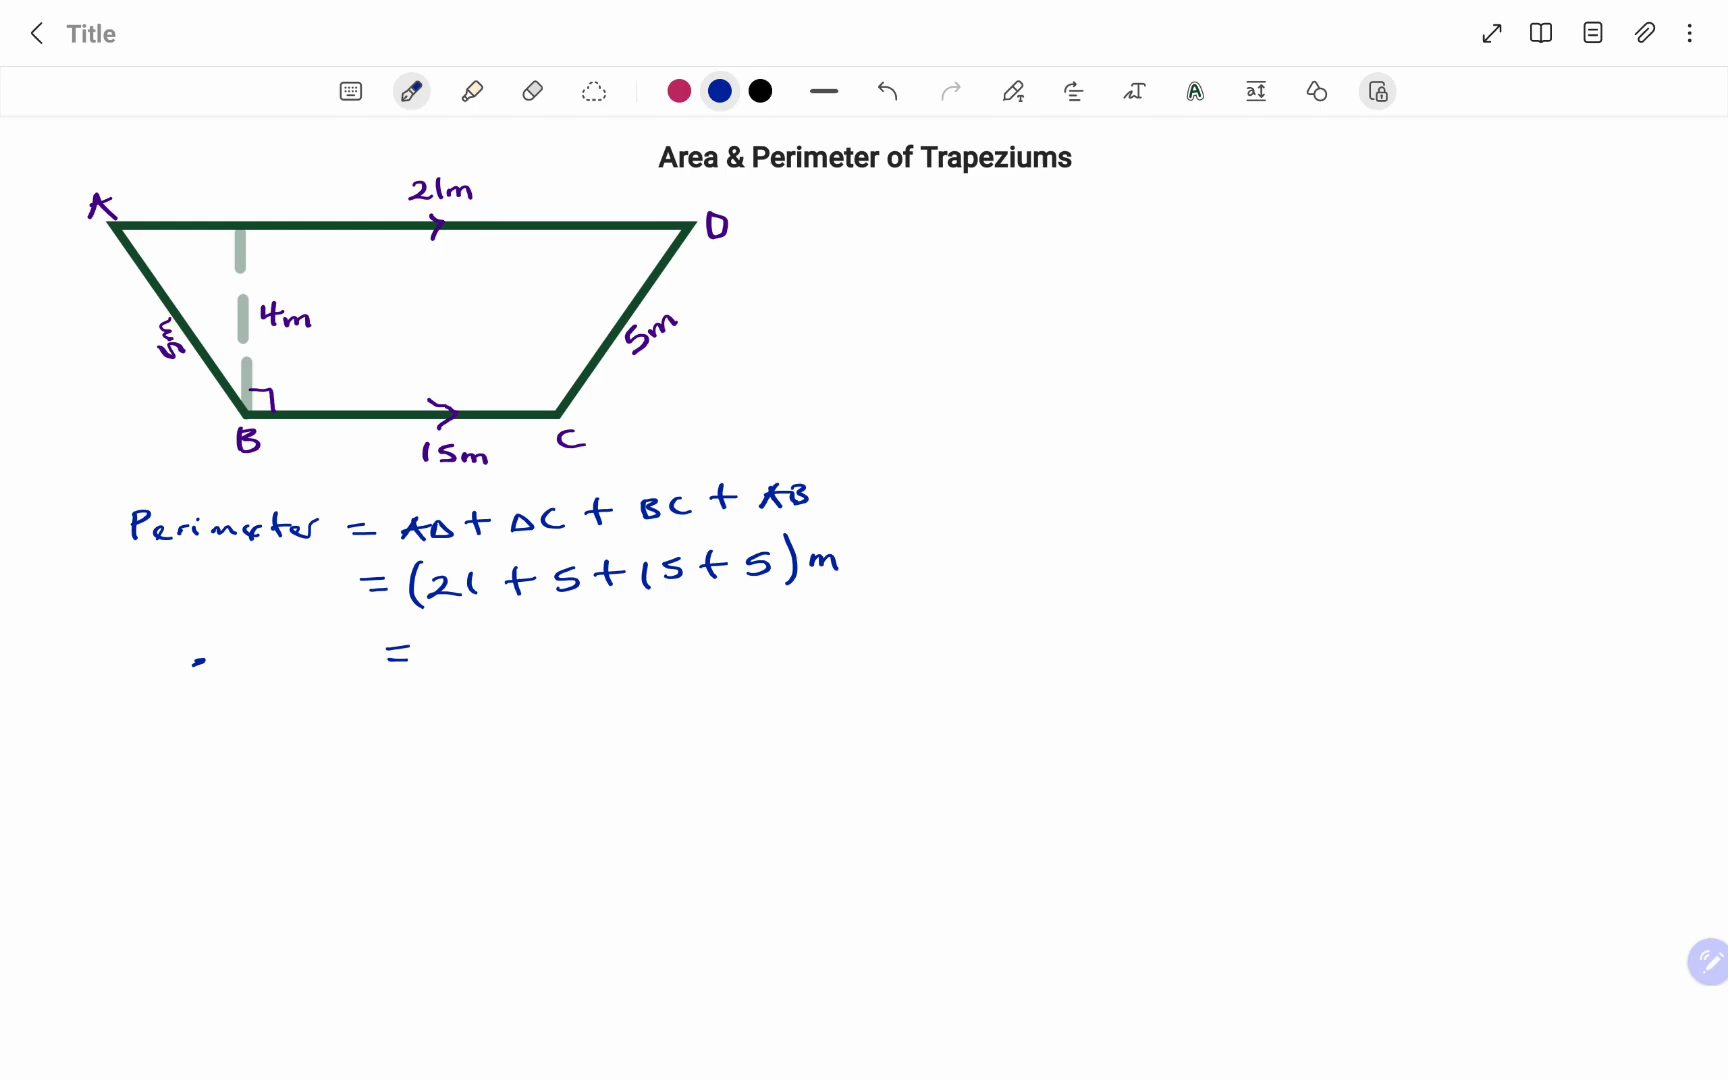 Title
Area & Perimeter of Trapeziums
21m
A
D
4m
5m
5m
B
C
15m
Perimeter = AD + DC + BC + AB
= (21 + 5 + 15 + 5) m
=